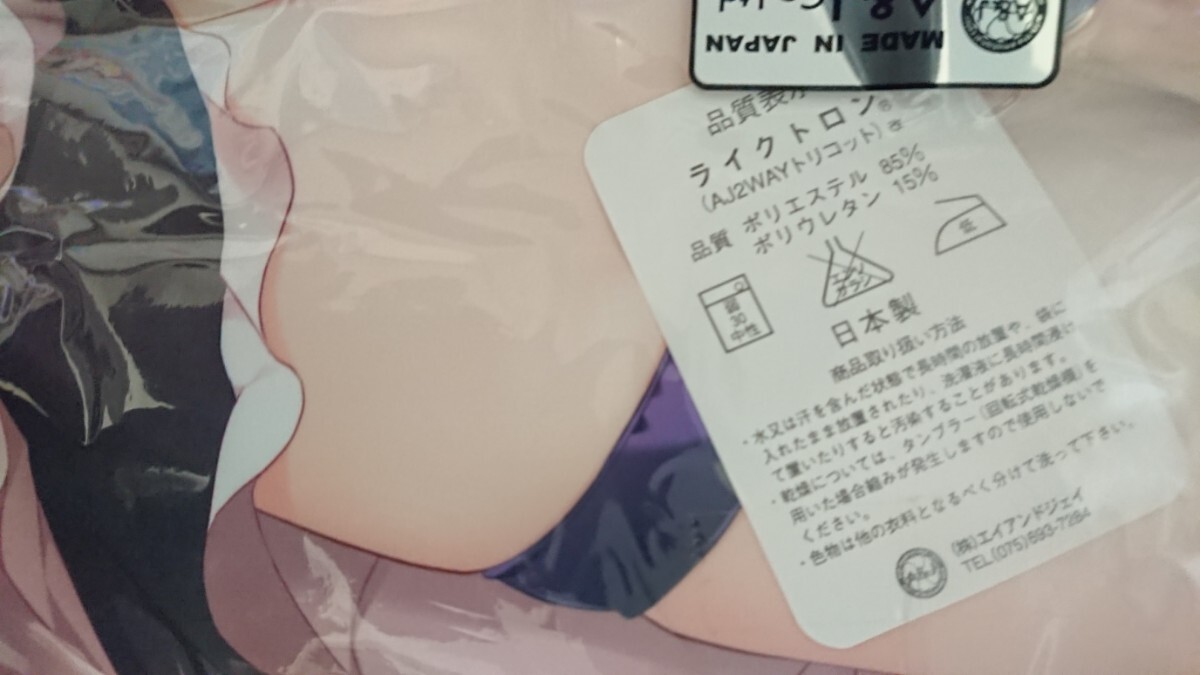 MADE IN JAPAN
品質表
ライクトロン®
(AJ2WAYトリコット)
品質 ポリエステル 85%
ポリウレタン 15%
弱
30
中性
エンソ
サラシ
低
日本製
商品取り扱い方法
・水又は汗を含んだ状態で長時間の放置や、袋に
入れたまま放置されたり、洗濯液に長時間浸け
て置いたりすると汚染することがあります。
・乾燥については、タンブラー(回転式乾燥機)を
用いた場合縮みが発生しますので使用しないで
ください。
・色物は他の衣料となるべく分けて洗って下さい。
(株)エイアンドジェイ
TEL(075)693-7284